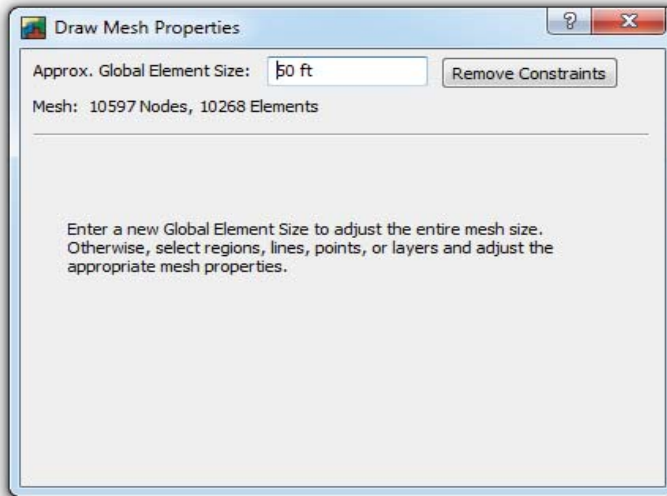 Draw Mesh Properties
Approx. Global Element Size: 50 ft Remove Constraints
Mesh: 10597 Nodes, 10268 Elements
Enter a new Global Element Size to adjust the entire mesh size.
Otherwise, select regions, lines, points, or layers and adjust the
appropriate mesh properties.